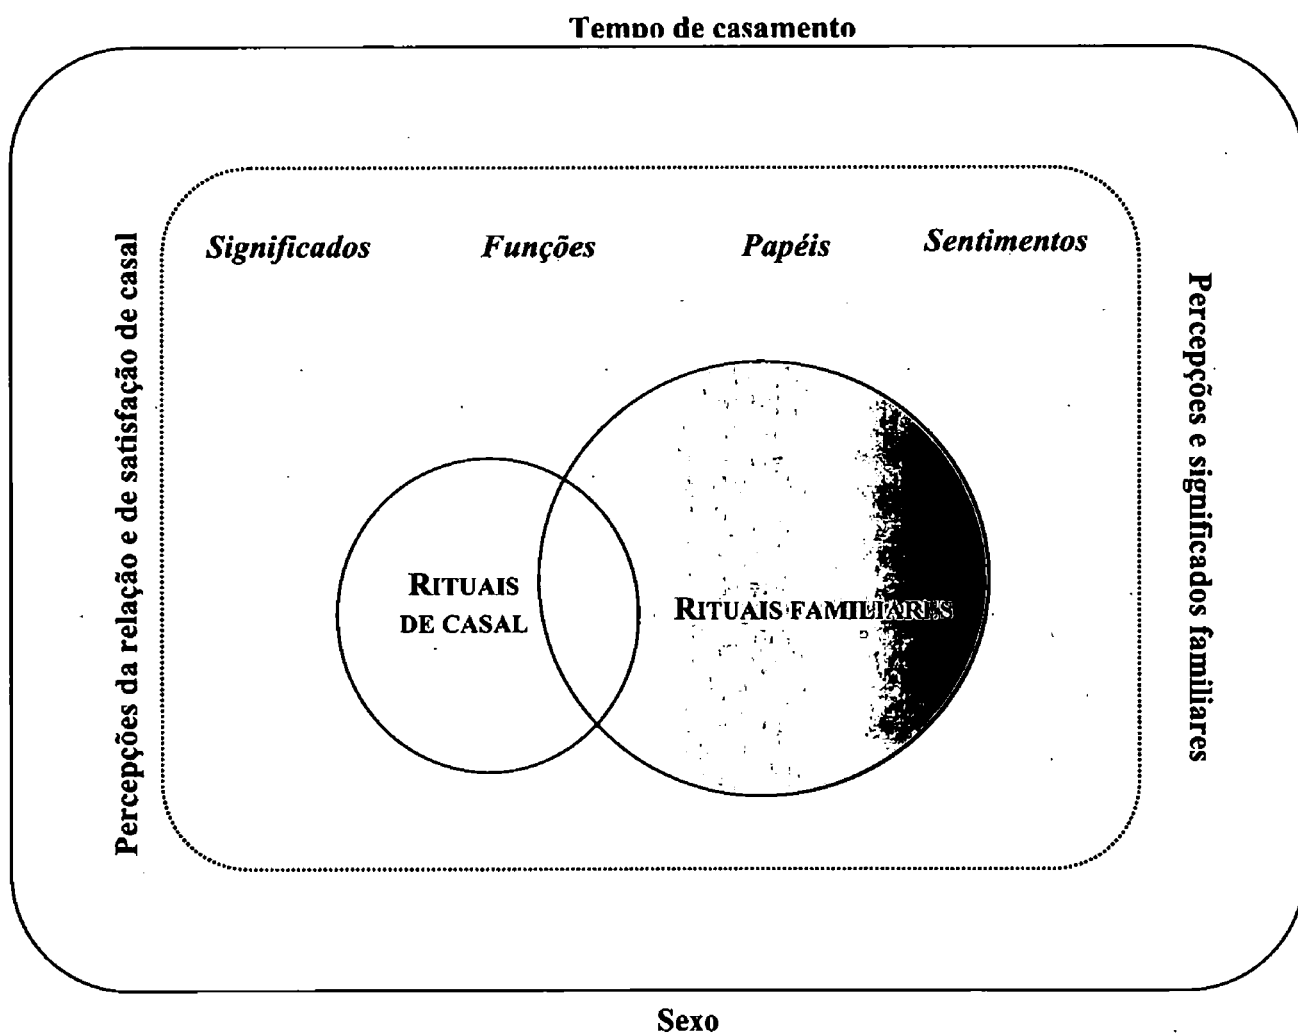 Tempo de casamento
Significados Funções Papéis Sentimentos
Percepções da relação e de satisfação de casal
Percepções e significados familiares
RITUAIS
DE CASAL
RITUAIS FAMILIARES
Sexo